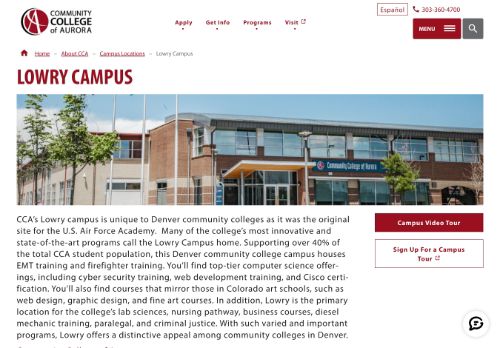 Español 303-360-4700
COMMUNITY
COLLEGE
of AURORA
Apply Get Info Programs Visit
MENU
Home – About CCA – Campus Locations – Lowry Campus
LOWRY CAMPUS
Community College of Aurora
CCA's Lowry campus is unique to Denver community colleges as it was the original
site for the U.S. Air Force Academy. Many of the college's most innovative and
state-of-the-art programs call the Lowry Campus home. Supporting over 40% of
the total CCA student population, this Denver community college campus houses
EMT training and firefighter training. You'll find top-tier computer science offer-
ings, including cyber security training, web development training, and Cisco certi-
fication. You'll also find courses that mirror those in Colorado art schools, such as
web design, graphic design, and fine art courses. In addition, Lowry is the primary
location for the college's lab sciences, nursing pathway, business courses, diesel
mechanic training, paralegal, and criminal justice. With such varied and important
programs, Lowry offers a distinctive appeal among community colleges in Denver.
Campus Video Tour
Sign Up For a Campus
Tour